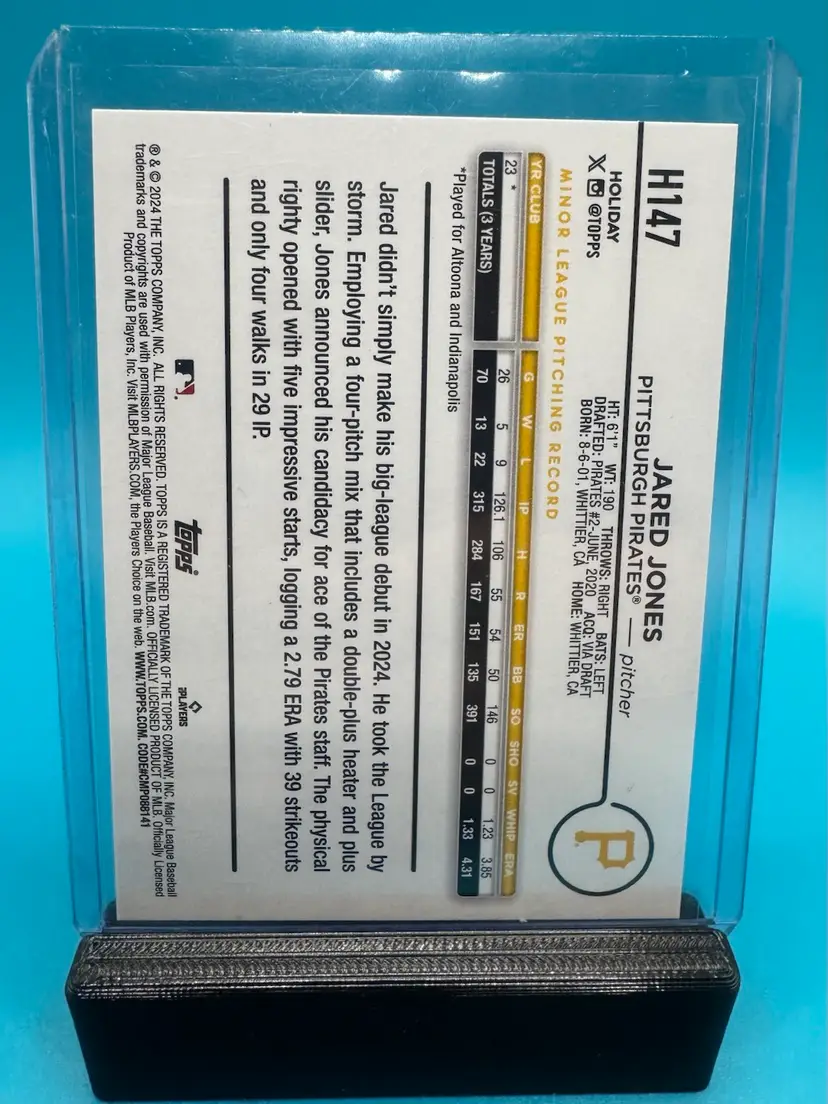 H147
JARED JONES
PITTSBURGH PIRATES® — pitcher
HOLIDAY
X @TOPPS
HT: 6'1" WT: 190 THROWS: RIGHT BATS: LEFT
DRAFTED: PIRATES #2-JUNE, 2020 ACQ: VIA DRAFT
BORN: 8-6-01, WHITTIER, CA HOME: WHITTIER, CA
P
MINOR LEAGUE PITCHING RECORD
YR CLUB G W L IP H R ER BB SO SHO SV WHIP ERA
23 * 26 5 9 126.1 106 55 54 50 146 0 0 1.23 3.85
TOTALS (3 YEARS) 70 13 22 315 284 167 151 135 391 0 0 1.33 4.31
*Played for Altoona and Indianapolis
Jared didn't simply make his big-league debut in 2024. He took the League by
storm. Employing a four-pitch mix that includes a double-plus heater and plus
slider, Jones announced his candidacy for ace of the Pirates staff. The physical
righty opened with five impressive starts, logging a 2.79 ERA with 39 strikeouts
and only four walks in 29 IP.
topps
PLAYERS
® & © 2024 THE TOPPS COMPANY, INC. ALL RIGHTS RESERVED. TOPPS IS A REGISTERED TRADEMARK OF THE TOPPS COMPANY, INC. Major League Baseball
trademarks and copyrights are used with permission of Major League Baseball. Visit MLB.com. OFFICIALLY LICENSED PRODUCT OF MLB. Officially Licensed
Product of MLB Players, Inc. Visit MLBPLAYERS.COM, the Players Choice on the web. WWW.TOPPS.COM. CODE#CMP088141